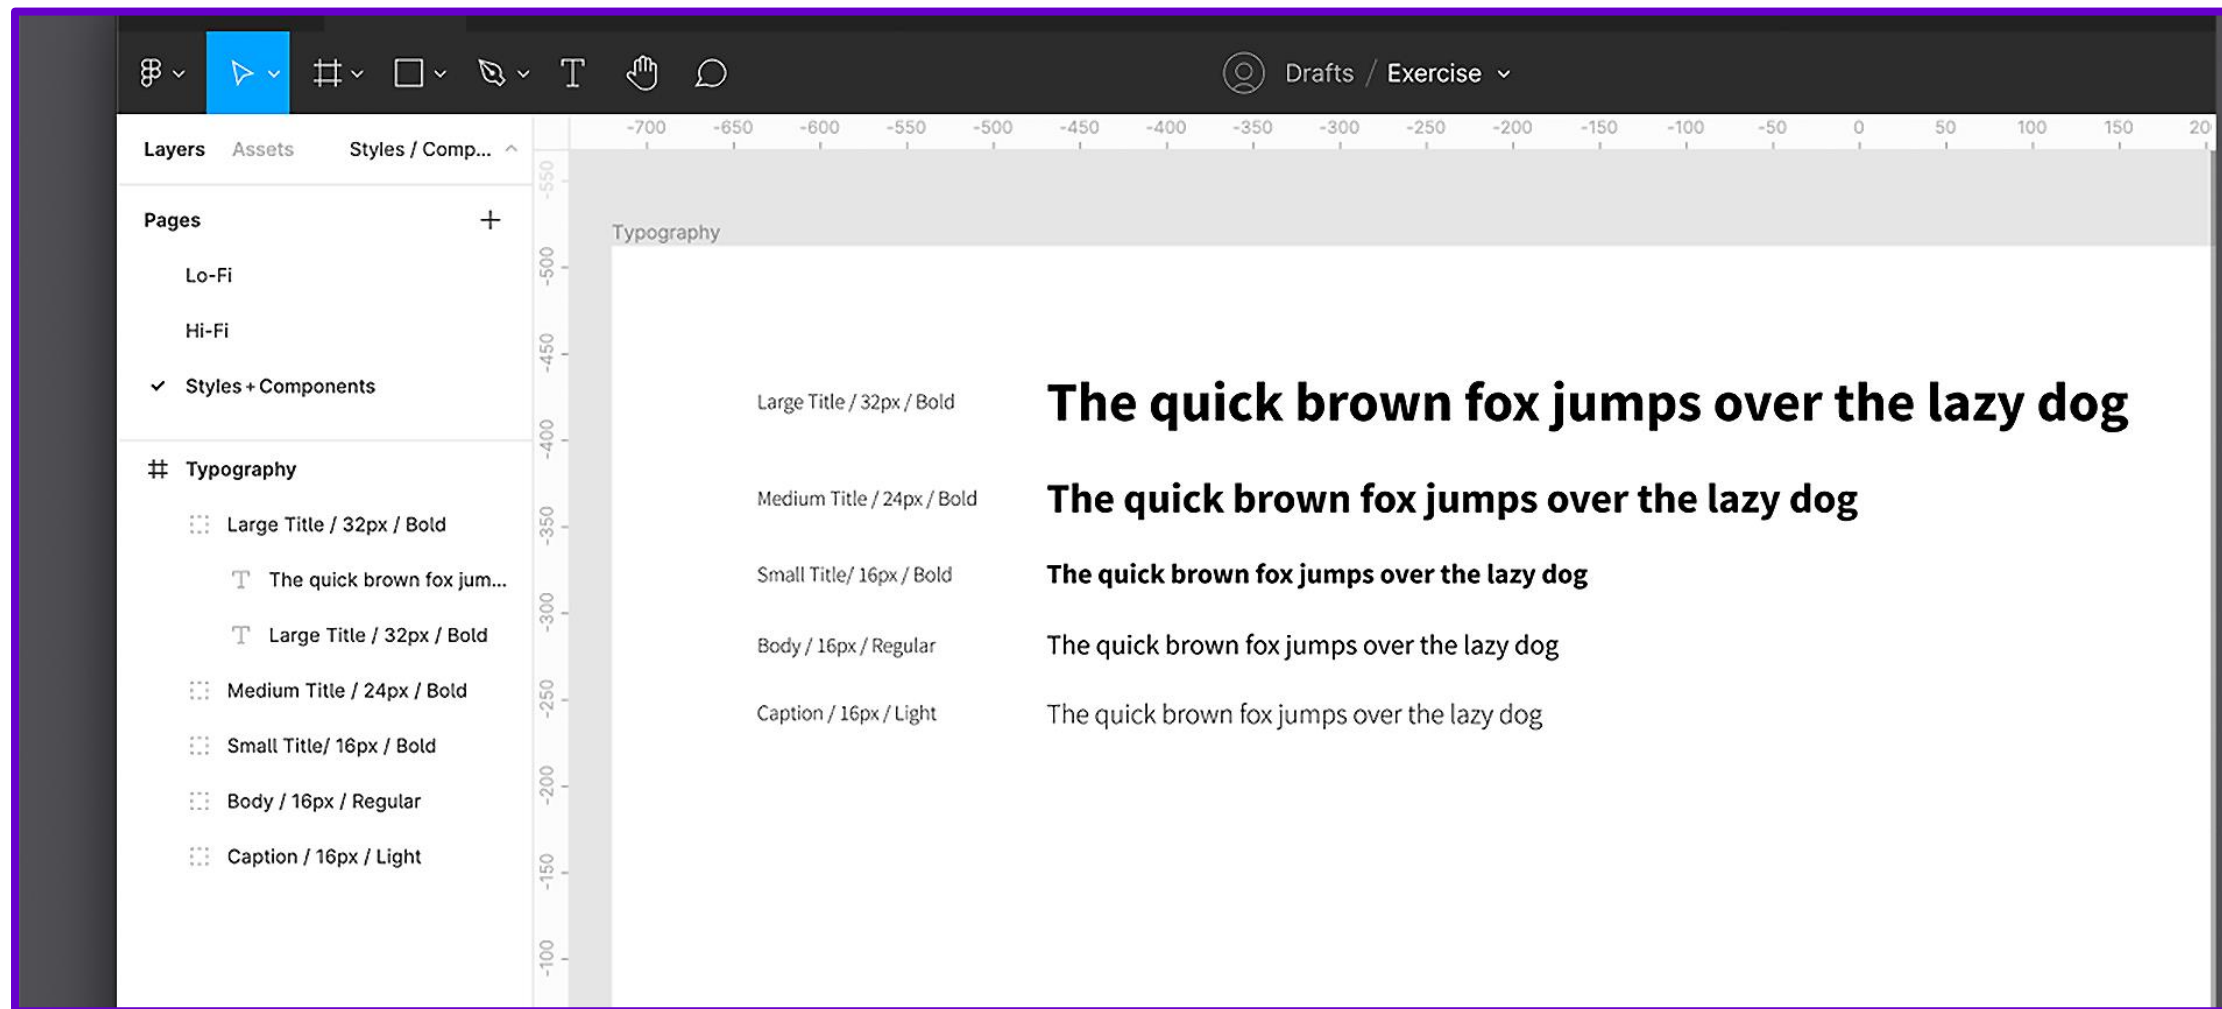 Drafts / Exercise
Layers Assets Styles / Comp...
-700 -650 -600 -550 -500 -450 -400 -350 -300 -250 -200 -150 -100 -50 0 50 100 150 20
Pages
Lo-Fi
Hi-Fi
Styles + Components
Typography
Large Title / 32px / Bold
The quick brown fox jum...
Large Title / 32px / Bold
Medium Title / 24px / Bold
Small Title/ 16px / Bold
Body / 16px / Regular
Caption / 16px / Light
-550
-500
-450
-400
-350
-300
-250
-200
-150
-100
Typography
Large Title / 32px / Bold The quick brown fox jumps over the lazy dog
Medium Title / 24px / Bold The quick brown fox jumps over the lazy dog
Small Title/ 16px / Bold The quick brown fox jumps over the lazy dog
Body / 16px / Regular The quick brown fox jumps over the lazy dog
Caption / 16px / Light The quick brown fox jumps over the lazy dog